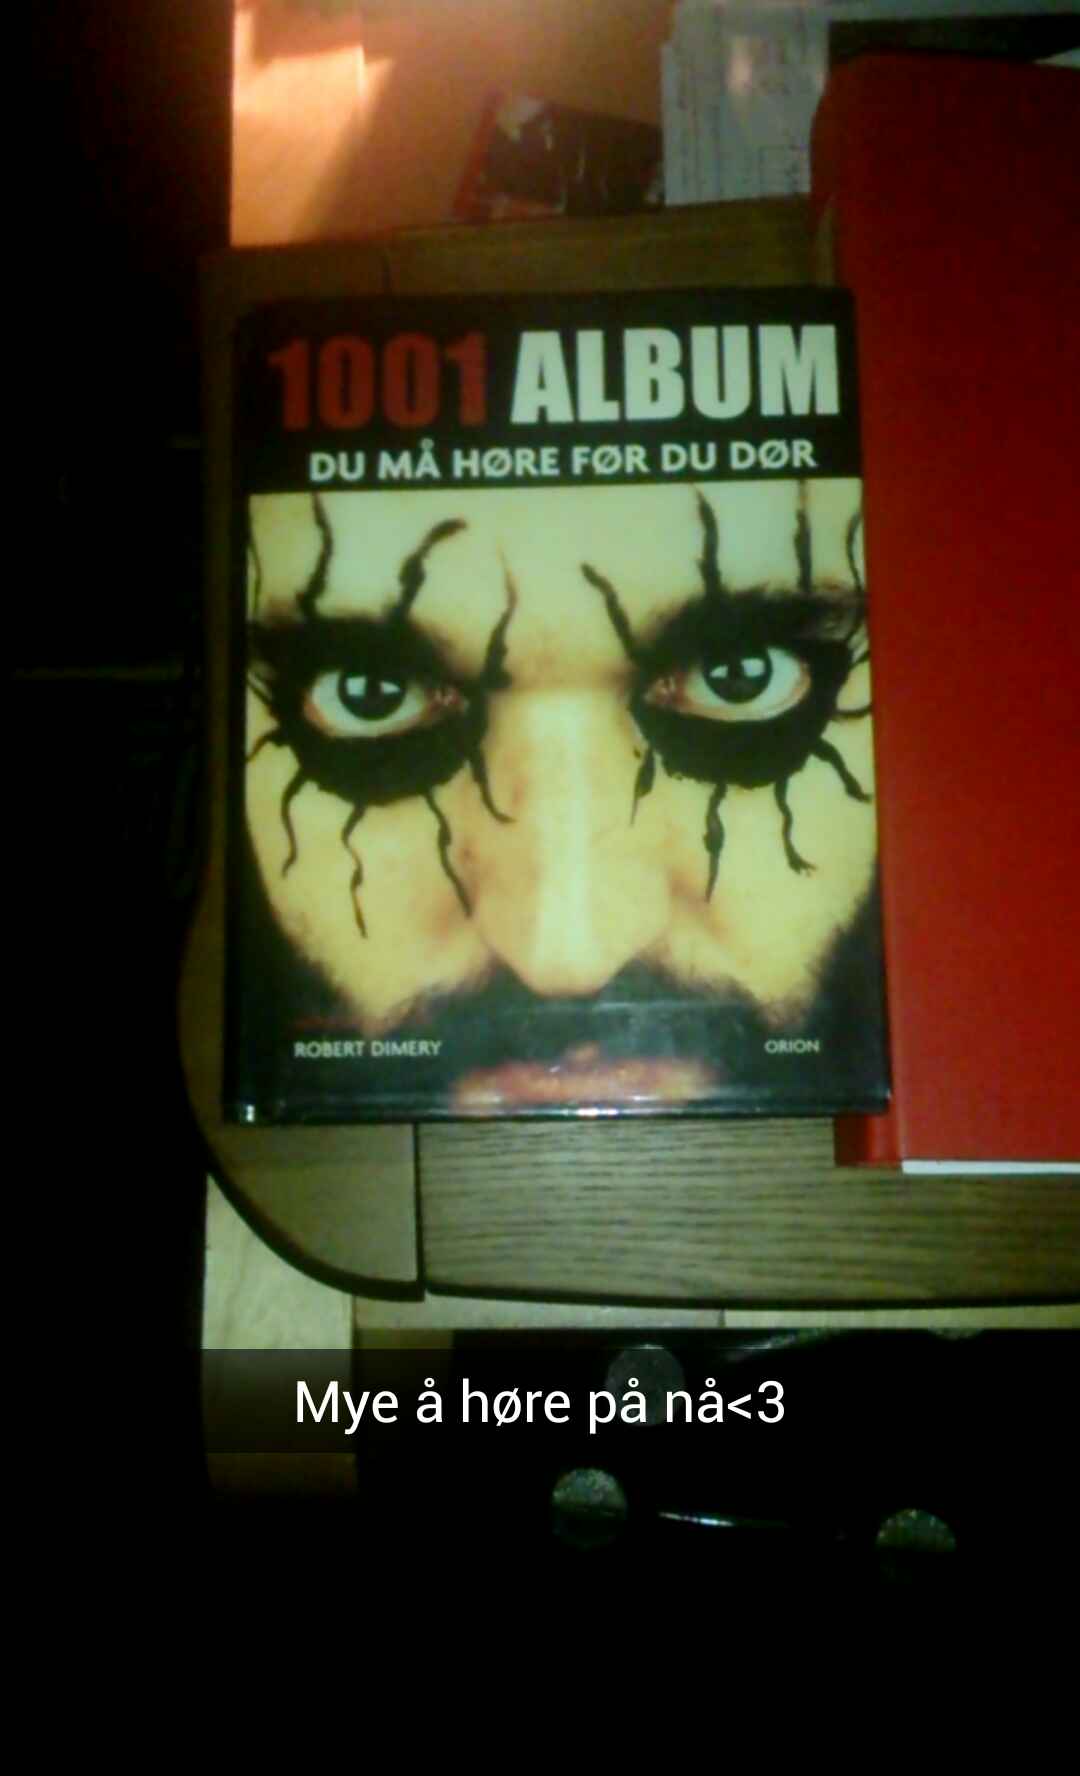 1001 ALBUM
DU MÅ HØRE FØR DU DØR
ROBERT DIMERY
ORION
Mye å høre på nå<3